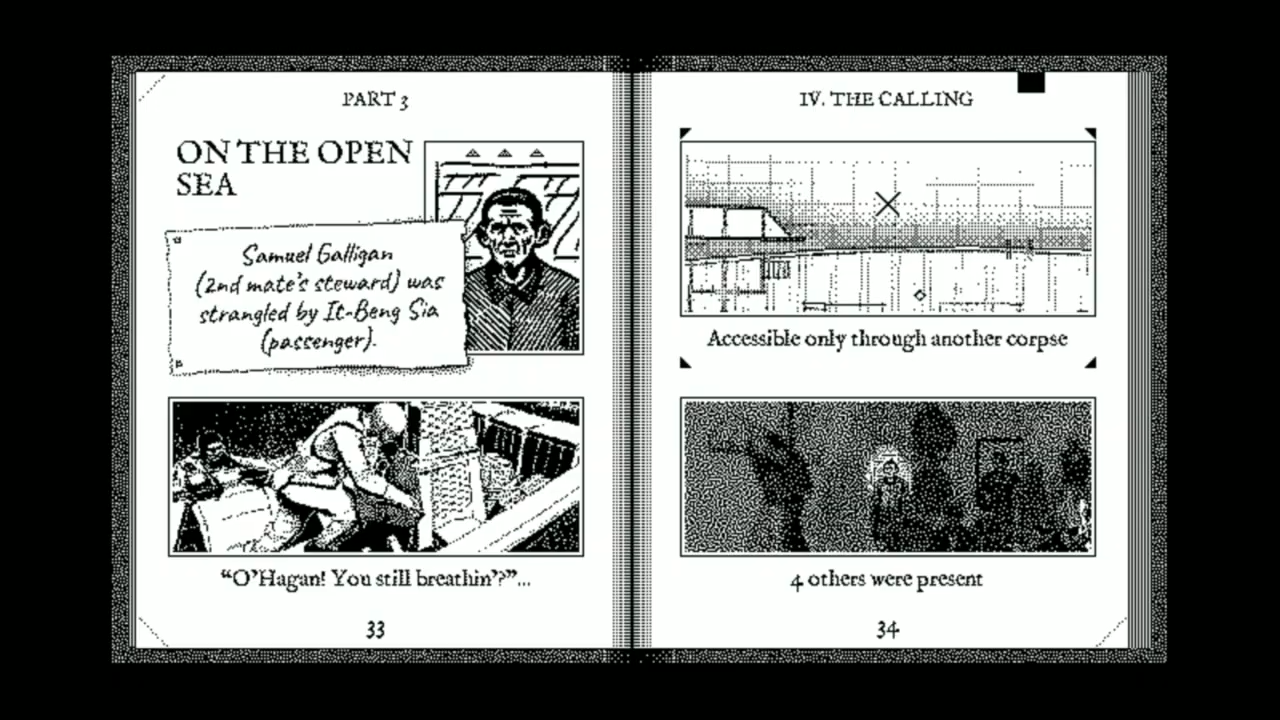 PART 3
ON THE OPEN
SEA
Samuel Galligan
(2nd mate's steward) was
strangled by It-Beng Sia
(passenger).
"O'Hagan! You still breathin'?"...
33
IV. THE CALLING
Accessible only through another corpse
4 others were present
34